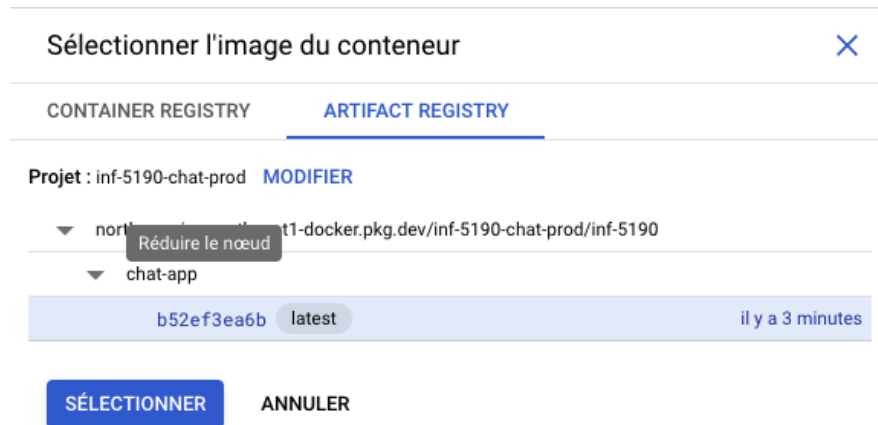 Sélectionner l'image du conteneur
CONTAINER REGISTRY ARTIFACT REGISTRY
Projet : inf-5190-chat-prod MODIFIER
t1-docker.pkg.dev/inf-5190-chat-prod/inf-5190
Réduire le nœud
chat-app
b52ef3ea6b latest il y a 3 minutes
SÉLECTIONNER ANNULER